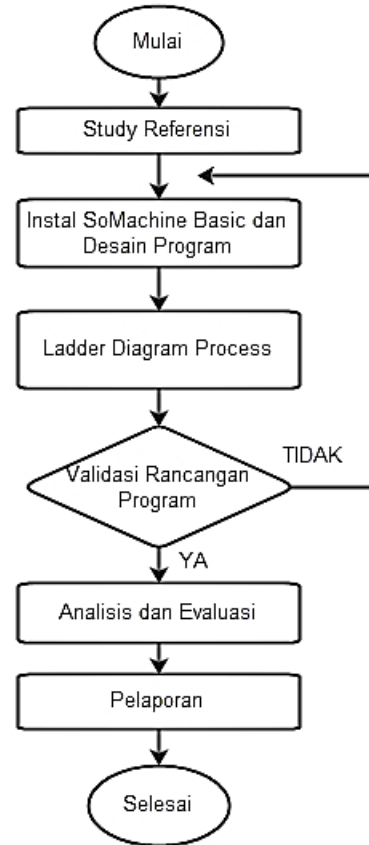 Mulai
Study Referensi
Instal SoMachine Basic dan
Desain Program
Ladder Diagram Process
Validasi Rancangan
Program
TIDAK
YA
Analisis dan Evaluasi
Pelaporan
Selesai